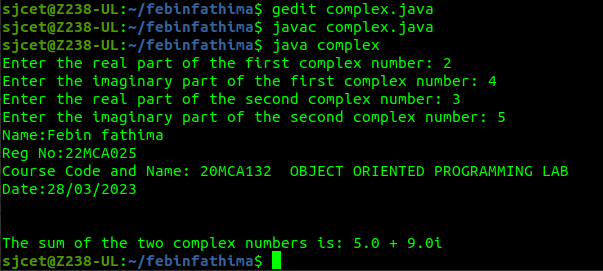 sjcet@Z238-UL:~/febinfathima$ gedit complex.java
sjcet@Z238-UL:~/febinfathima$ javac complex.java
sjcet@Z238-UL:~/febinfathima$ java complex
Enter the real part of the first complex number: 2
Enter the imaginary part of the first complex number: 4
Enter the real part of the second complex number: 3
Enter the imaginary part of the second complex number: 5
Name:Febin fathima
Reg No:22MCA025
Course Code and Name: 20MCA132  OBJECT ORIENTED PROGRAMMING LAB
Date:28/03/2023
The sum of the two complex numbers is: 5.0 + 9.0i
sjcet@Z238-UL:~/febinfathima$